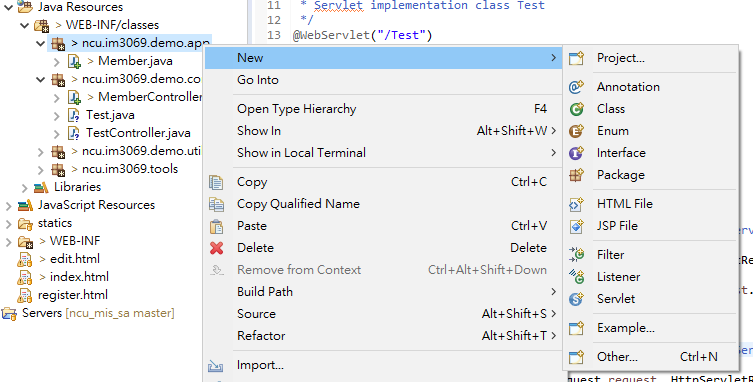 Java Resources
> WEB-INF/classes
> ncu.im3069.demo.app
> Member.java
> ncu.im3069.demo.co
> MemberController
Test.java
TestController.java
> ncu.im3069.demo.uti
> ncu.im3069.tools
Libraries
JavaScript Resources
statics
> WEB-INF
> edit.html
> index.html
register.html
Servers [ncu_mis_sa master]
11 * Servlet implementation class Test
12 */
13 @WebServlet("/Test")
New
Go Into
Open Type Hierarchy F4
Show In Alt+Shift+W
Show in Local Terminal
Copy Ctrl+C
Copy Qualified Name
Paste Ctrl+V
Delete Delete
Remove from Context Ctrl+Alt+Shift+Down
Build Path
Source Alt+Shift+S
Refactor Alt+Shift+T
Import...
Project...
Annotation
Class
Enum
Interface
Package
HTML File
JSP File
Filter
Listener
Servlet
Example...
Other... Ctrl+N
request, HttpServletR